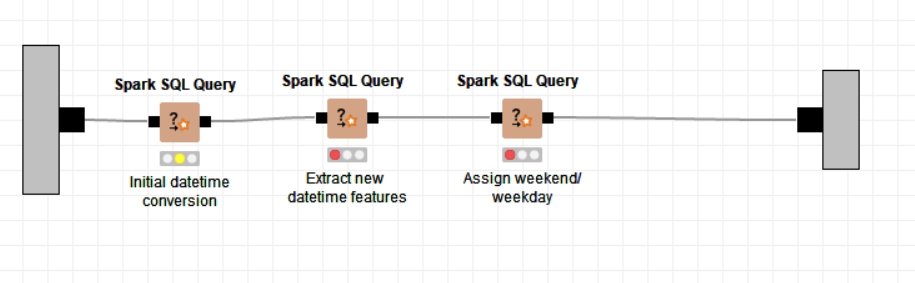 Spark SQL Query
Initial datetime
conversion
Spark SQL Query
Extract new
datetime features
Spark SQL Query
Assign weekend/
weekday